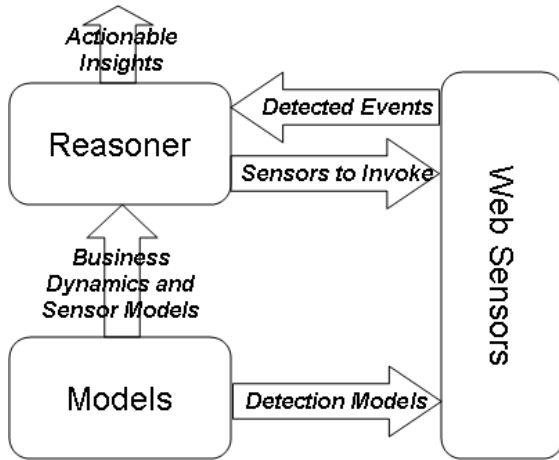 Actionable
Insights
Reasoner
Detected Events
Sensors to Invoke
Web Sensors
Business
Dynamics and
Sensor Models
Models
Detection Models